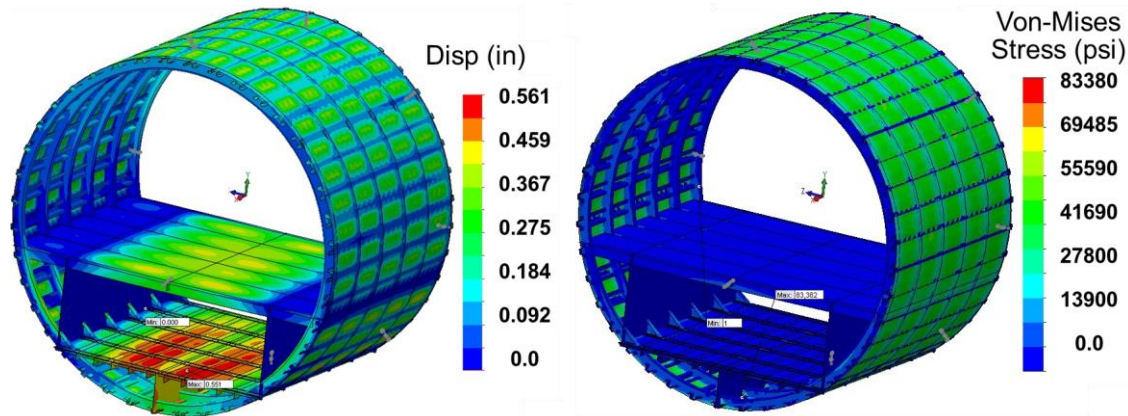 Disp (in)
0.561
0.459
0.367
0.275
0.184
0.092
0.0
Min: 0.000
Max: 0.551
Von-Mises
Stress (psi)
83380
69485
55590
41690
27800
13900
0.0
Max: 83,382
Min: 1